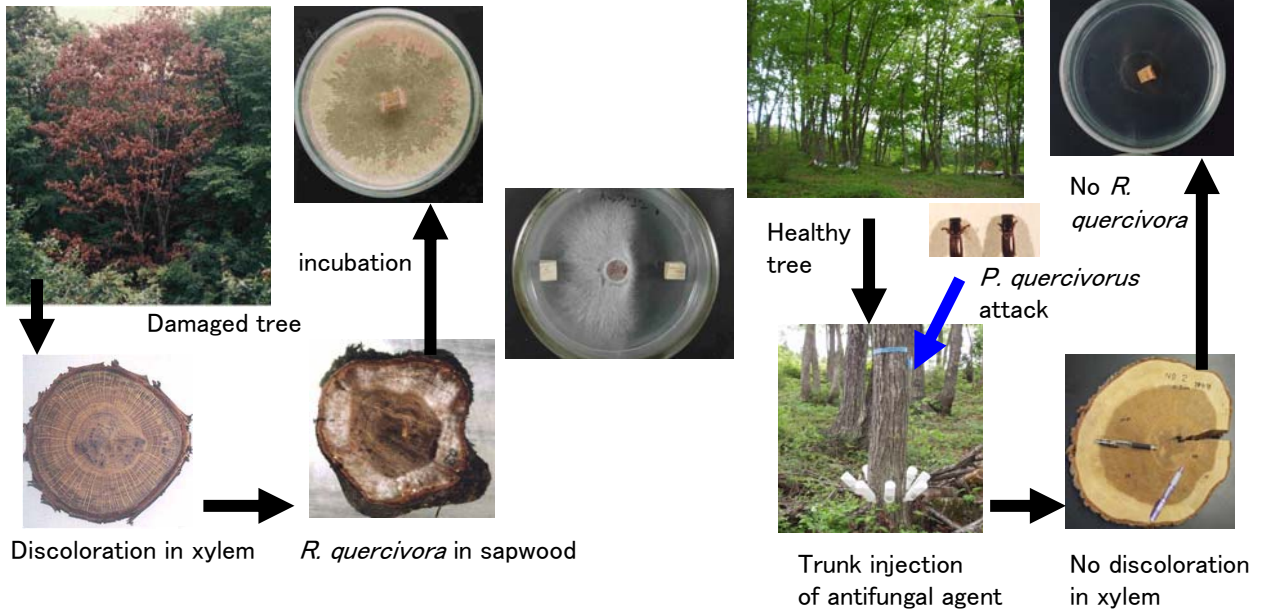 Damaged tree
Discoloration in xylem
R. quercivora in sapwood
incubation
Healthy
tree
P. quercivorus
attack
Trunk injection
of antifungal agent
No discoloration
in xylem
No R.
quercivora